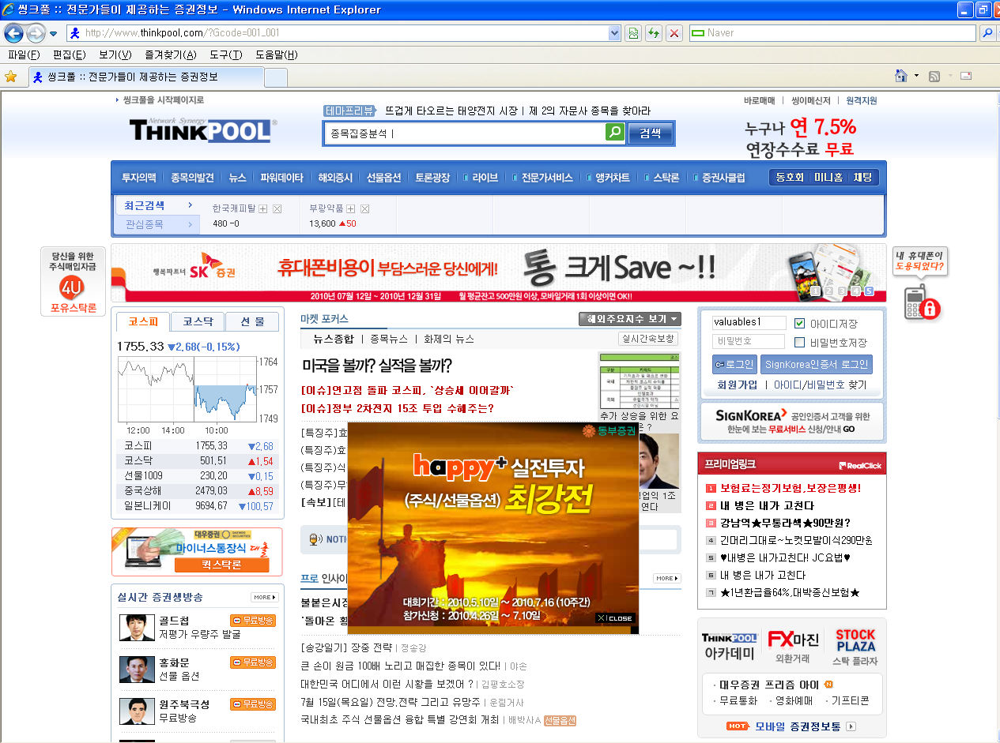 씽크풀 :: 전문가들이 제공하는 증권정보 - Windows Internet Explorer
http://www.thinkpool.com/?Gcode=001_001
Naver
파일(F) 편집(E) 보기(V) 즐겨찾기(A) 도구(T) 도움말(H)
씽크풀 :: 전문가들이 제공하는 증권정보
씽크풀을 시작페이지로
바로매매 | 씽이메신저 | 원격지원
Network Synergy
THINKPOOL
테마프리뷰 뜨겁게 타오르는 태양전지 시장 | 제 2의 자문사 종목을 찾아라
종목집중분석 | 검색
누구나 연 7.5%
연장수수료 무료
투자의맥 종목의발견 뉴스 파워데이타 해외증시 선물옵션 토론광장 라이브 전문가서비스 앵커차트 스탁론 증권사클럽 동호회 미니홈 채팅
최근검색
관심종목
한국캐피탈
480 -0
부광약품
13,600 ▲50
당신을 위한
주식매입자금
4U
포유스탁론
행복파트너 SK증권
휴대폰비용이 부담스러운 당신에게! 통 크게 Save ~!!
2010년 07월 12일 ~ 2010년 12월 31일 월 평균잔고 500만원 이상, 모바일거래 1회 이상이면 OK!!
1 2 3 4 5
내 휴대폰이
도용되었다?
코스피 코스닥 선 물
1755.33 ▼2.68(-0.15%)
1764
1757
1749
12:00 14:00 10:00
코스피 1755.33 ▼2.68
코스닥 501.51 ▲1.54
선물1009 230.20 ▼0.15
중국상해 2479.03 ▲8.59
일본니케이 9694.67 ▼100.57
대우증권 DAEWOO SECURITIES
마이너스통장식 대출
퀵스탁론
실시간 증권생방송 MORE
골드칩 무료방송
저평가 우량주 발굴
홍화문 무료방송
선물 옵션
원주북극성 무료방송
무료방송
마켓 포커스 해외주요지수 보기 ▼
뉴스종합 | 종목뉴스 | 화제의 뉴스 실시간속보창
미국을 볼까? 실적을 볼까?
[이슈]연고점 돌파 코스피, `상승세 이어갈까`
[이슈]정부 2차전지 15조 투입 수혜주는?
추가 상승을 위한 요
은 ?
[특징주]효
(특징주)효
(특징주)식
(특징주)무
[속보][테
업익 1조
연다
동부증권
happy+ 실전투자
(주식/선물옵션) 최강전
대회기간 : 2010.5.10~ 2010.7.16 (10주간)
참가신청 : 2010.4.26일 ~ 7.10일
X | CLOSE
NOTI
프로 인사이 MORE
불붙은시장
'돌아온 황
[송강일기] 장중 전략 | 정송강
큰 손이 원금 100배 노리고 매집한 종목이 있다! | 야손
대한민국 어디에서 이런 시황을 보겠어 ? | 김평호소장
7월 15일(목요일) 전망,전략 그리고 유망주 | 운림거사
국내최초 주식 선물옵션 융합 특별 강연회 개최 | 배박사A 선물옵션
valuables1 아이디저장
비밀번호 비밀번호저장
로그인 SignKorea인증서 로그인
회원가입 | 아이디/비밀번호 찾기
SIGNKOREA 공인인증서 고객을 위한
한눈에 보는 무료서비스 신청/안내 GO
프리미엄링크 RealClick
1 보험료는정기보험,보장은평생!
2 내 병은 내가 고친다
3 강남역★무통라섹★90만원?
4 긴머리그대로~노컷모발이식290만원
5 ♥내병은 내가고친다! JC요법♥
6 내 병은 내가 고친다
7 ★1년환급율64%.대박종신보험★
THINKPOOL
아카데미
FX마진
외환거래
STOCK PLAZA
스탁 플라자
· 대우증권 프리즘 아이 N
· 무료통화 · 영화예매 · 기프티콘
HOT 모바일 증권정보통